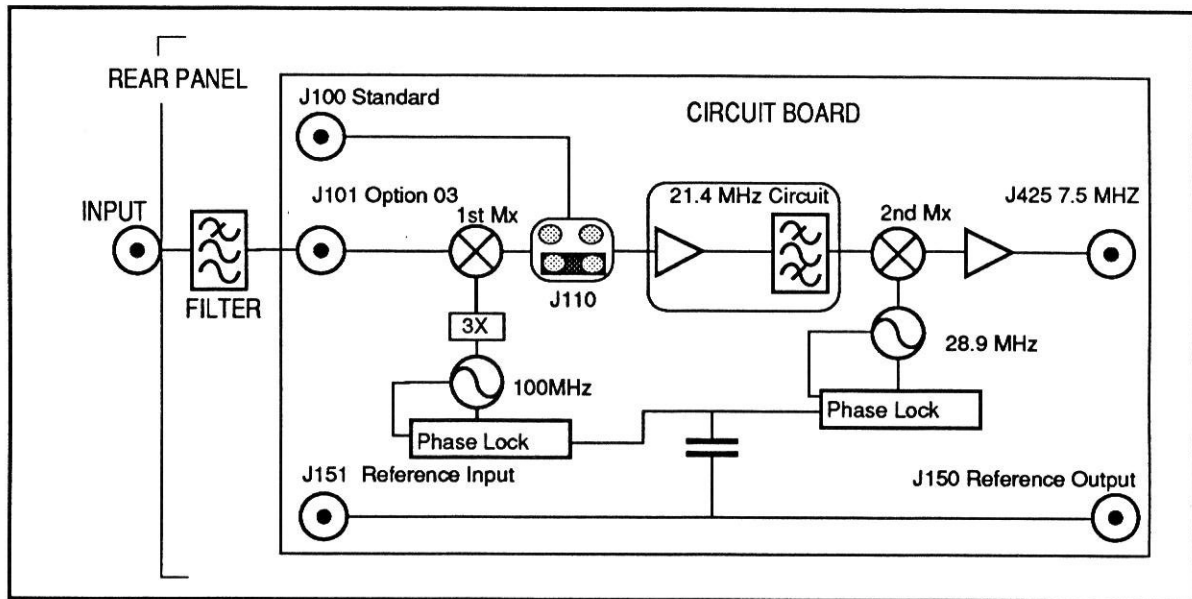 REAR PANEL
J100 Standard
CIRCUIT BOARD
INPUT
J101 Option 03
1st Mx
21.4 MHz Circuit
2nd Mx
J425 7.5 MHZ
FILTER
J110
3X
100MHz
28.9 MHz
Phase Lock
Phase Lock
J151 Reference Input
J150 Reference Output